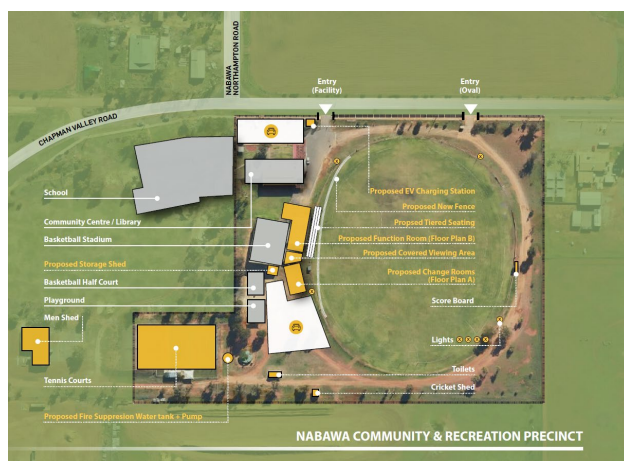 Entry
(Facility)
Entry
(Oval)
NABAWA
NORTHAMPTON ROAD
CHAPMAN VALLEY ROAD
School
Community Centre / Library
Basketball Stadium
Proposed Storage Shed
Basketball Half Court
Playground
Men Shed
Tennis Courts
Proposed Fire Suppresion Water tank + Pump
Proposed EV Charging Station
Proposed New Fence
Propsed Tiered Seating
Proposed Function Room (Floor Plan B)
Proposed Covered Viewing Area
Proposed Change Rooms
(Floor Plan A)
Score Board
Lights
Toilets
Cricket Shed
NABAWA COMMUNITY & RECREATION PRECINCT